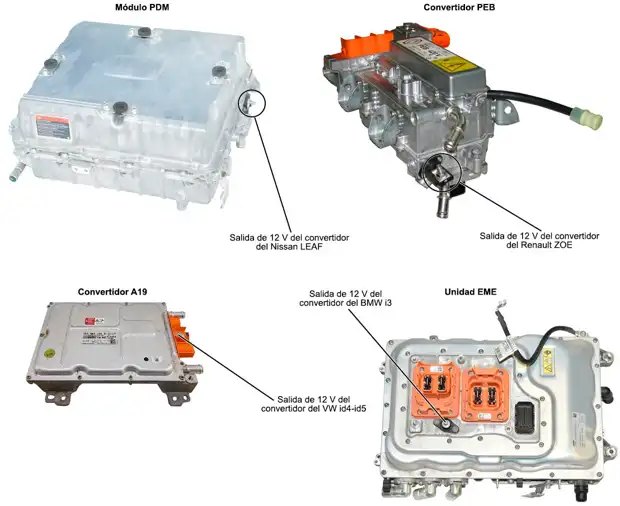 Módulo PDM
Convertidor PEB
Salida de 12 V del convertidor
del Nissan LEAF
Salida de 12 V del convertidor
del Renault ZOE
Convertidor A19
Salida de 12 V del
convertidor del BMW i3
Unidad EME
Salida de 12 V del
convertidor del VW id4-id5